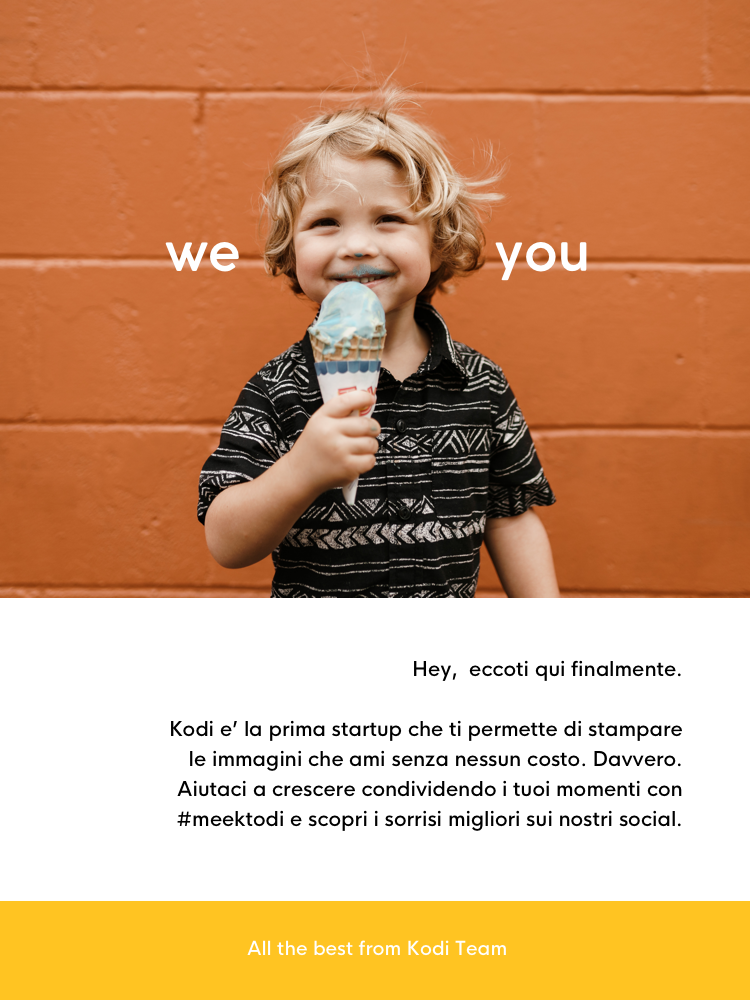 we you
Hey, eccoti qui finalmente.
Kodi e' la prima startup che ti permette di stampare
le immagini che ami senza nessun costo. Davvero.
Aiutaci a crescere condividendo i tuoi momenti con
#meektodi e scopri i sorrisi migliori sui nostri social.
All the best from Kodi Team